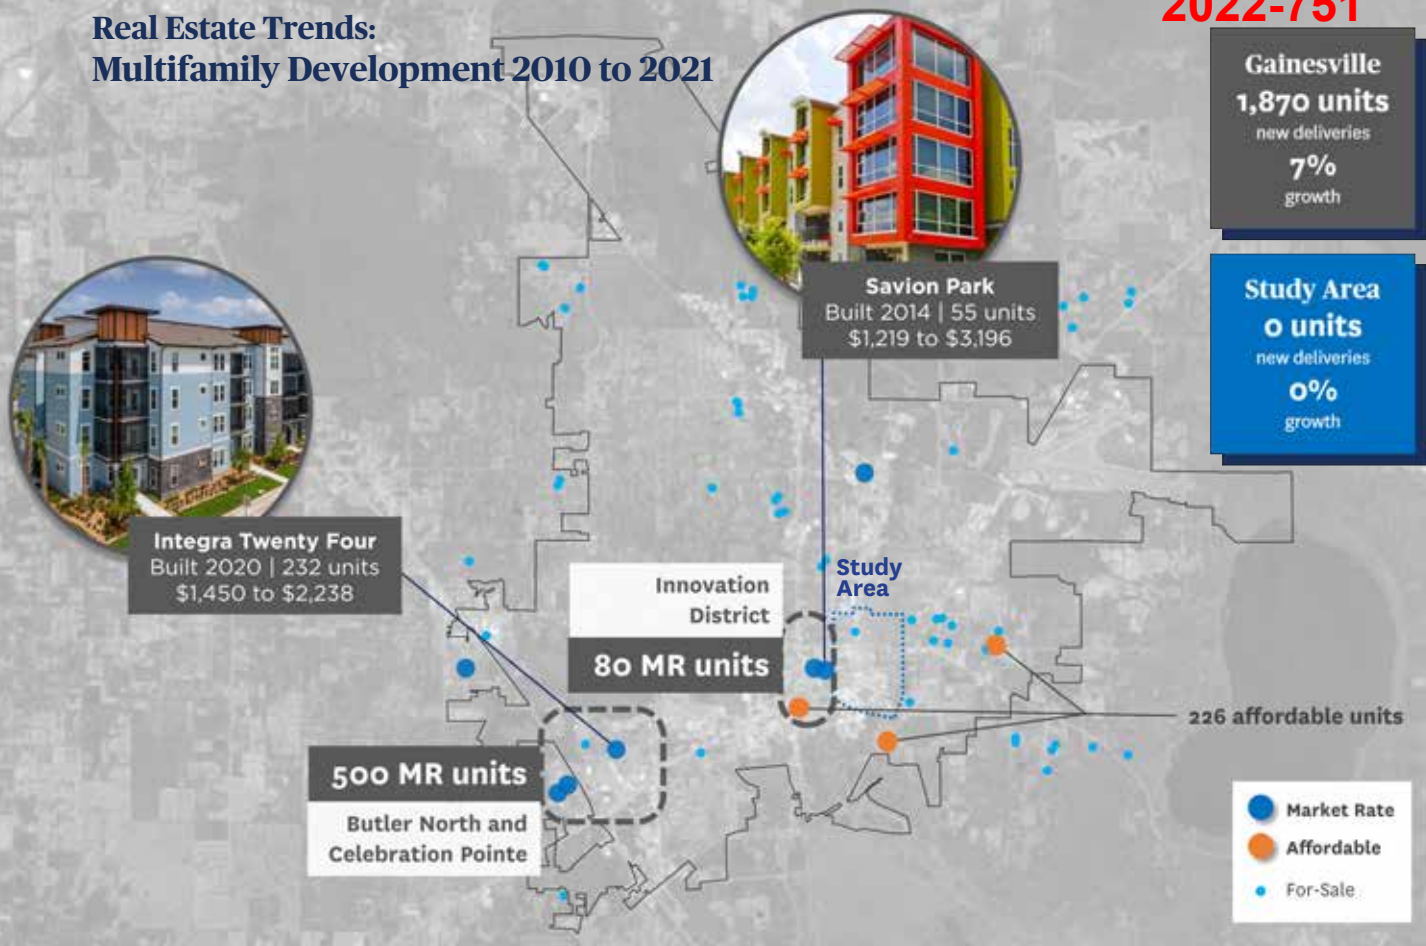 2022-751
Real Estate Trends:
Multifamily Development 2010 to 2021
Gainesville
1,870 units
new deliveries
7%
growth
Study Area
0 units
new deliveries
0%
growth
Savion Park
Built 2014 | 55 units
$1,219 to $3,196
Integra Twenty Four
Built 2020 | 232 units
$1,450 to $2,238
Innovation
District
80 MR units
Study
Area
226 affordable units
500 MR units
Butler North and
Celebration Pointe
Market Rate
Affordable
For-Sale